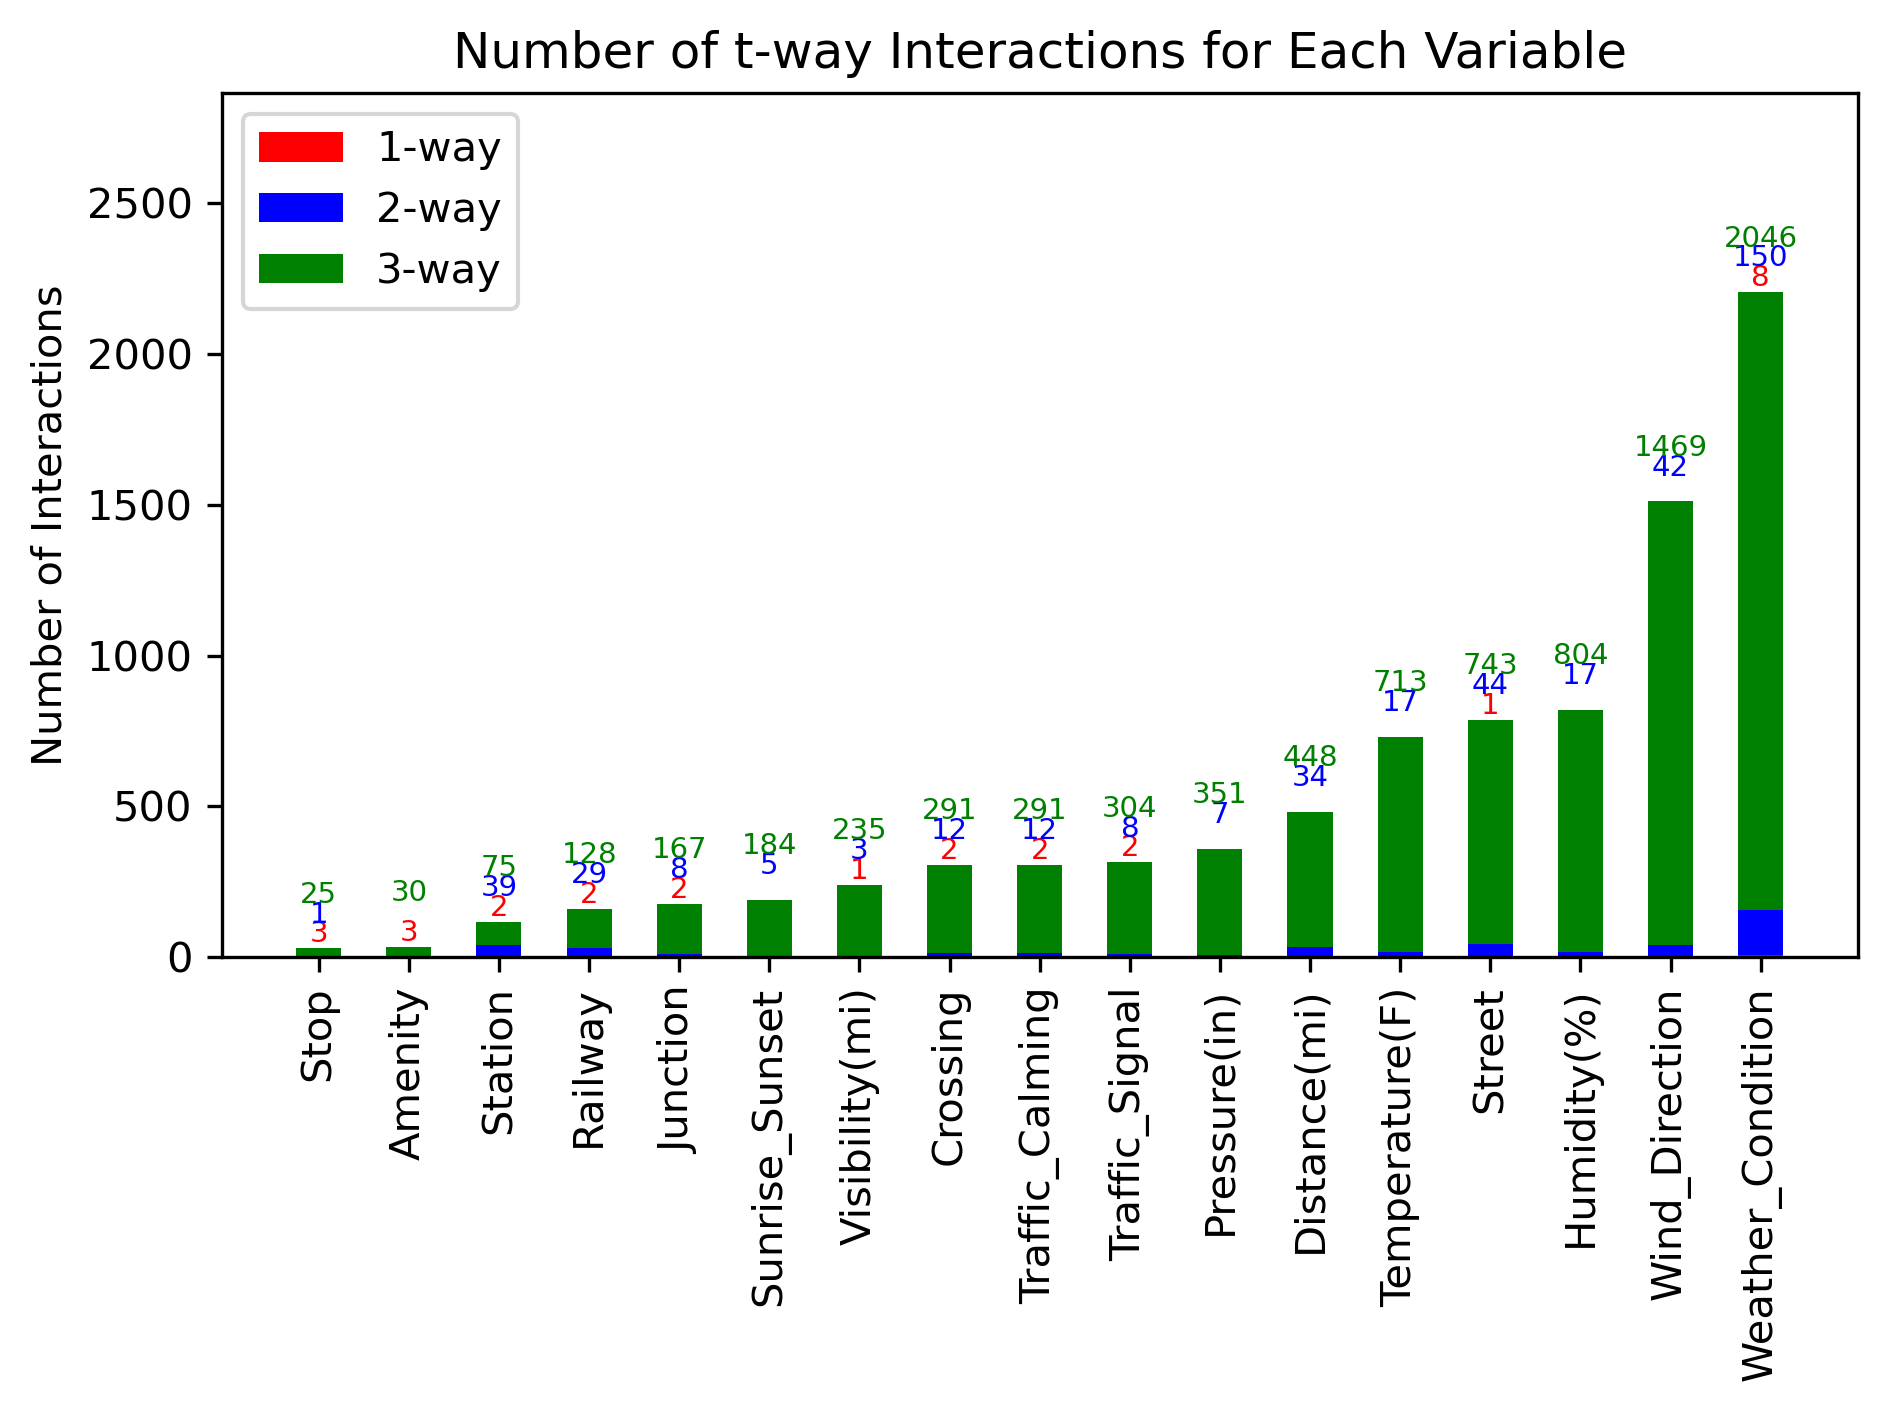 Number of t-way Interactions for Each Variable
1-way
2-way
3-way
Number of Interactions
2500
2000
1500
1000
500
0
25
1
3
30
3
75
39
2
128
29
2
167
8
2
184
5
235
3
1
291
12
2
291
12
2
304
8
2
351
7
448
34
713
17
743
44
1
804
17
1469
42
2046
150
8
Stop
Amenity
Station
Railway
Junction
Sunrise_Sunset
Visibility(mi)
Crossing
Traffic_Calming
Traffic_Signal
Pressure(in)
Distance(mi)
Temperature(F)
Street
Humidity(%)
Wind_Direction
Weather_Condition